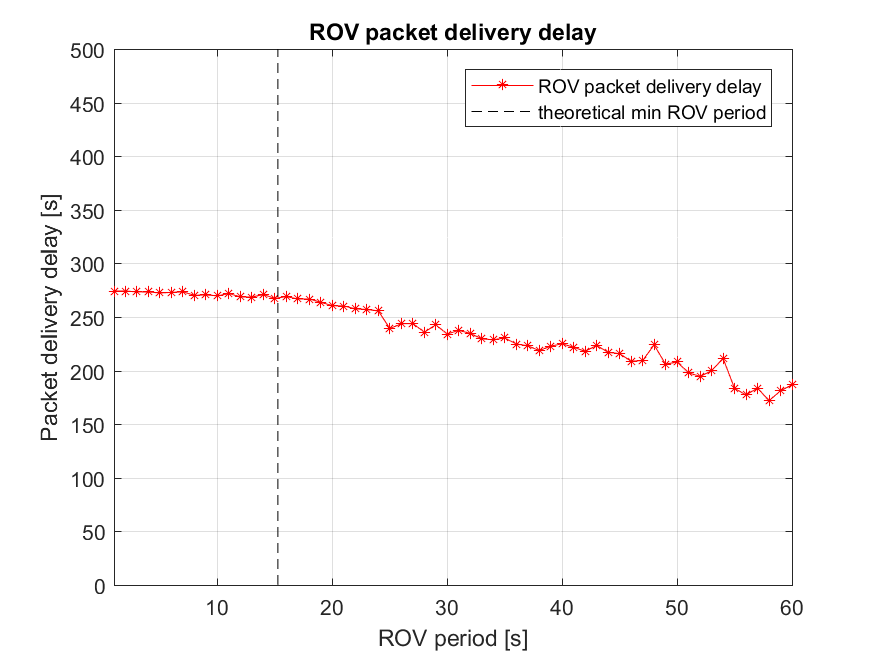 ROV packet delivery delay
500
450
400
350
300
250
200
150
100
50
0
Packet delivery delay [s]
ROV packet delivery delay
theoretical min ROV period
10 20 30 40 50 60
ROV period [s]